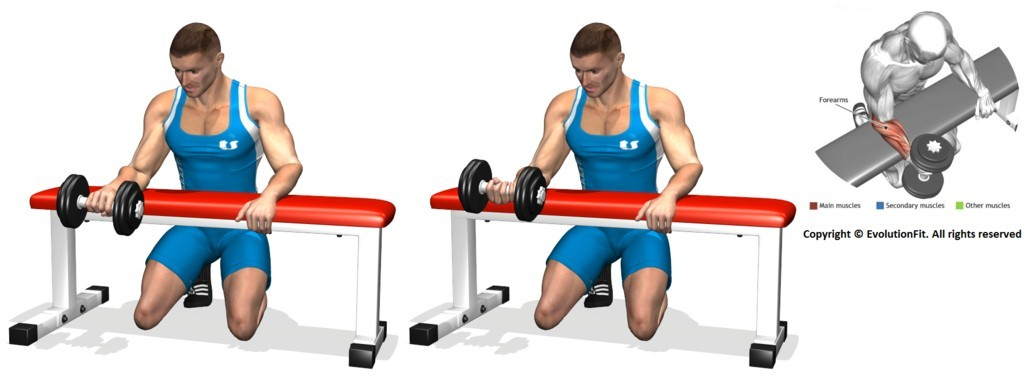 Forearms
Main muscles
Secondary muscles
Other muscles
Copyright © EvolutionFit. All rights reserved